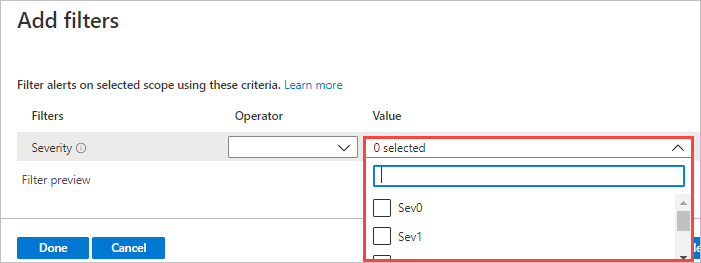 Add filters
Filter alerts on selected scope using these criteria. Learn more
Filters Operator Value
Severity 0 selected
Filter preview
Sev0
Sev1
Done Cancel